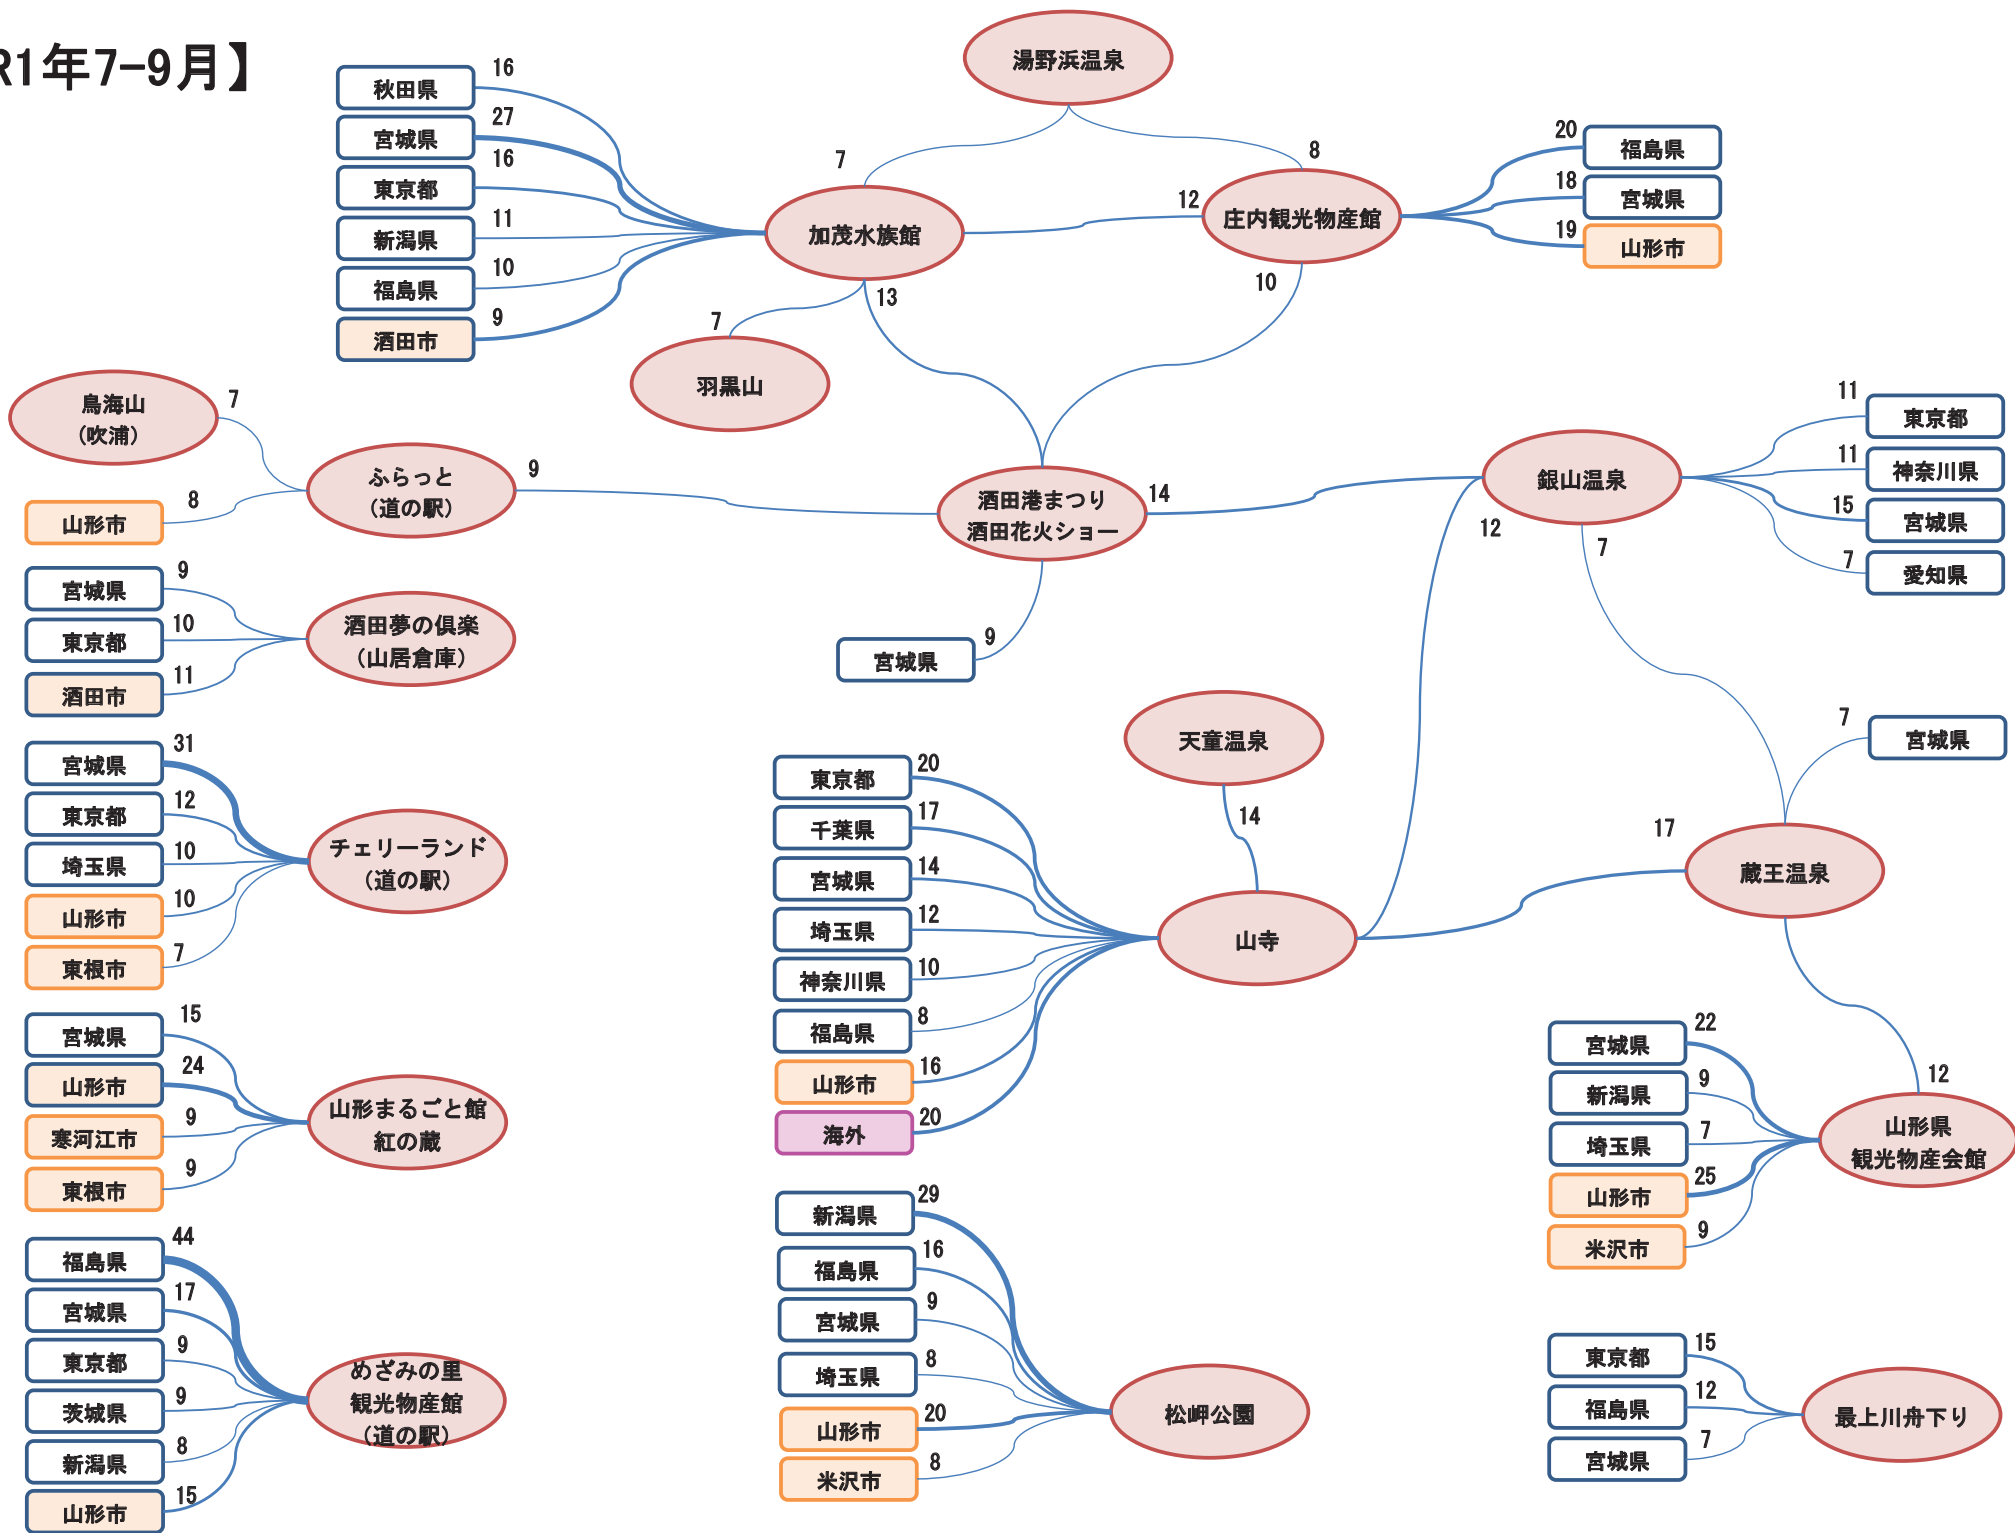 R1年7-9月】
湯野浜温泉
秋田県
16
宮城県
27
東京都
16
新潟県
11
福島県
10
酒田市
9
加茂水族館
7
12
庄内観光物産館
8
20
福島県
18
宮城県
19
山形市
13
10
7
羽黒山
鳥海山
（吹浦）
7
山形市
8
ふらっと
（道の駅）
9
酒田港まつり
酒田花火ショー
14
9
宮城県
銀山温泉
11
東京都
11
神奈川県
15
宮城県
7
愛知県
12
7
宮城県
9
東京都
10
酒田市
11
酒田夢の倶楽
（山居倉庫）
宮城県
31
東京都
12
埼玉県
10
山形市
10
東根市
7
チェリーランド
（道の駅）
天童温泉
14
東京都
20
千葉県
17
宮城県
14
埼玉県
12
神奈川県
10
福島県
8
山形市
16
海外
20
山寺
17
7
宮城県
蔵王温泉
12
宮城県
15
山形市
24
寒河江市
9
東根市
9
山形まるごと館
紅の蔵
宮城県
22
新潟県
9
埼玉県
7
山形市
25
米沢市
9
山形県
観光物産会館
福島県
44
宮城県
17
東京都
9
茨城県
9
新潟県
8
山形市
15
めざみの里
観光物産館
（道の駅）
新潟県
29
福島県
16
宮城県
9
埼玉県
8
山形市
20
米沢市
8
松岬公園
東京都
15
福島県
12
宮城県
7
最上川舟下り